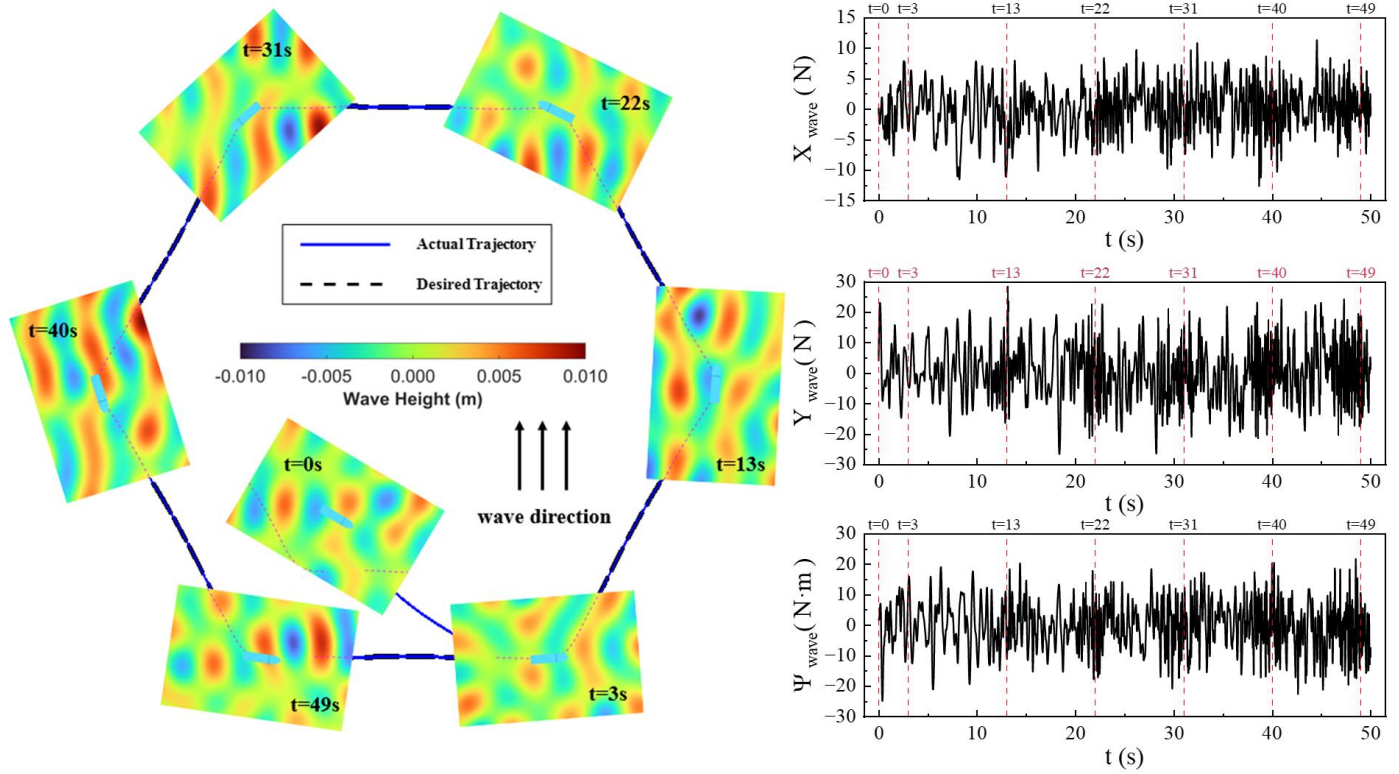 t=31s
t=22s
Actual Trajectory
Desired Trajectory
t=40s
-0.010 -0.005 0.000 0.005 0.010
Wave Height (m)
t=13s
t=0s
wave direction
t=49s
t=3s
t=0 t=3 t=13 t=22 t=31 t=40 t=49
X wave (N)
15
10
5
0
−5
−10
−15
0 10 20 30 40 50
t (s)
t=0 t=3 t=13 t=22 t=31 t=40 t=49
Y wave (N)
30
20
10
0
−10
−20
−30
0 10 20 30 40 50
t (s)
t=0 t=3 t=13 t=22 t=31 t=40 t=49
Ψ wave (N·m)
30
20
10
0
−10
−20
−30
0 10 20 30 40 50
t (s)